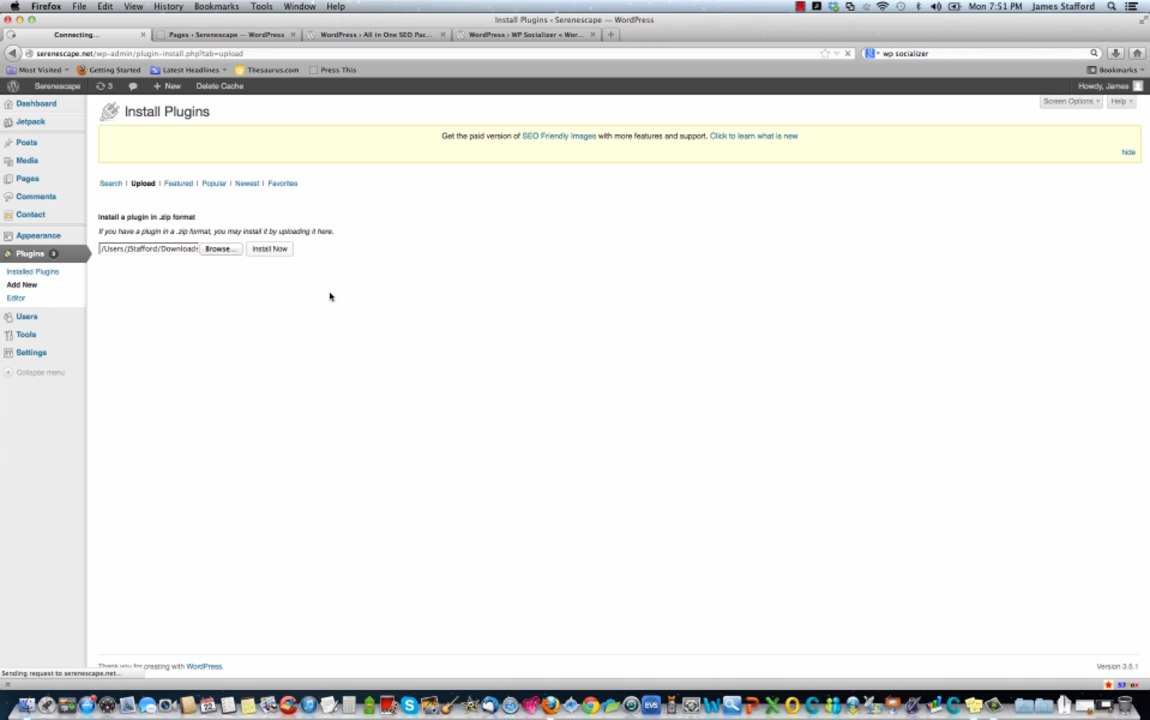 Firefox File Edit View History Bookmarks Tools Window Help Mon 7:51 PM James Stafford
Install Plugins ‹ Serenescape — WordPress
Connecting... Pages ‹ Serenescape — WordPress WordPress › All in One SEO Pac... WordPress › WP Socializer « Wor...
serenescape.net/wp-admin/plugin-install.php?tab=upload wp socializer
Most Visited Getting Started Latest Headlines Thesaurus.com Press This Bookmarks
Serenescape 3 + New Delete Cache Howdy, James
Screen Options Help
Dashboard
Jetpack
Posts
Media
Pages
Comments
Contact
Appearance
Plugins 3
Installed Plugins
Add New
Editor
Users
Tools
Settings
Collapse menu
Install Plugins
Get the paid version of SEO Friendly Images with more features and support. Click to learn what is new
hide
Search | Upload | Featured | Popular | Newest | Favorites
Install a plugin in .zip format
If you have a plugin in a .zip format, you may install it by uploading it here.
/Users/JStafford/Downloads Browse... Install Now
Thank you for creating with WordPress.
Version 3.5.1
Sending request to serenescape.net...